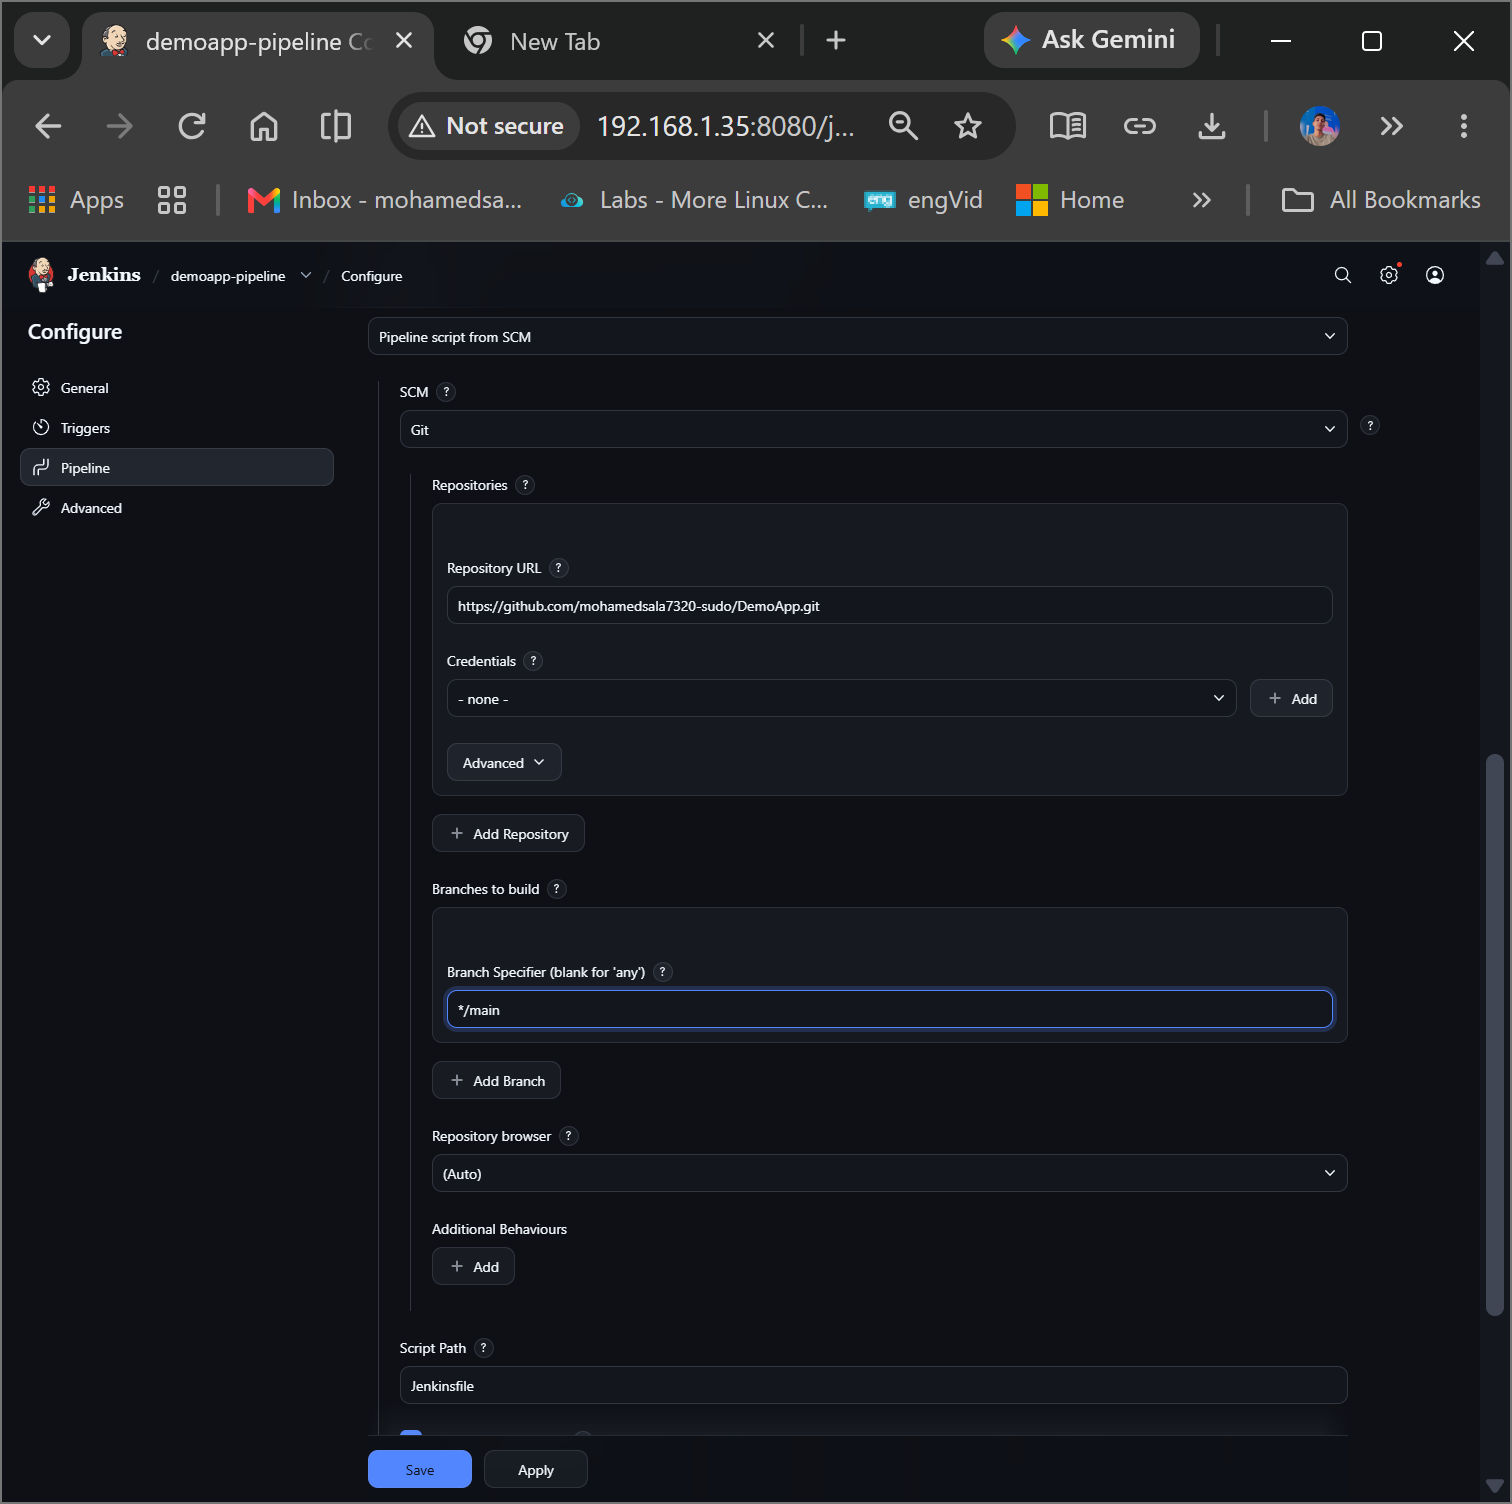 demoapp-pipeline Co
New Tab
Ask Gemini
Not secure
192.168.1.35:8080/j...
Apps
Inbox - mohamedsa...
Labs - More Linux C...
eng
engVid
Home
All Bookmarks
Jenkins / demoapp-pipeline / Configure
Configure
General
Triggers
Pipeline
Advanced
Pipeline script from SCM
SCM ?
Git
?
Repositories ?
Repository URL ?
https://github.com/mohamedsala7320-sudo/DemoApp.git
Credentials ?
- none -
+ Add
Advanced
+ Add Repository
Branches to build ?
Branch Specifier (blank for 'any') ?
*/main
+ Add Branch
Repository browser ?
(Auto)
Additional Behaviours
+ Add
Script Path ?
Jenkinsfile
Save
Apply